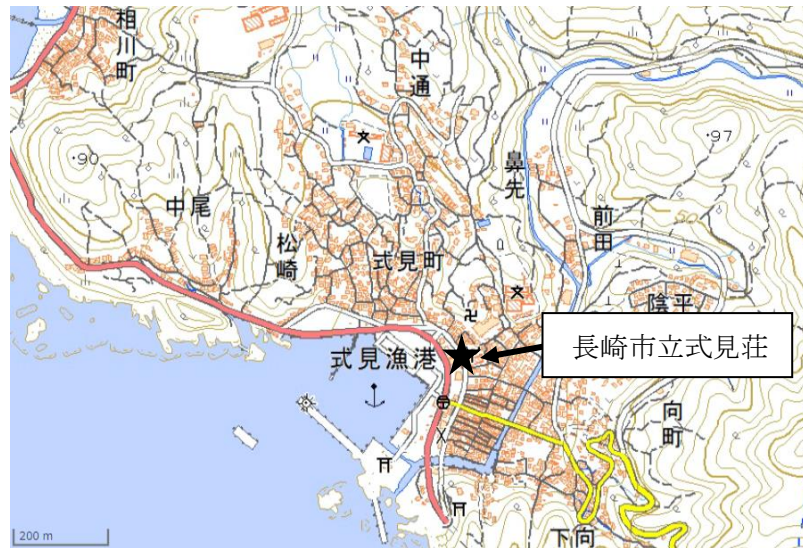 相川町
中通
・90
・97
鼻先
中尾
前田
松崎
式見町
陰平
長崎市立式見荘
式見漁港
向町
下向
200 m